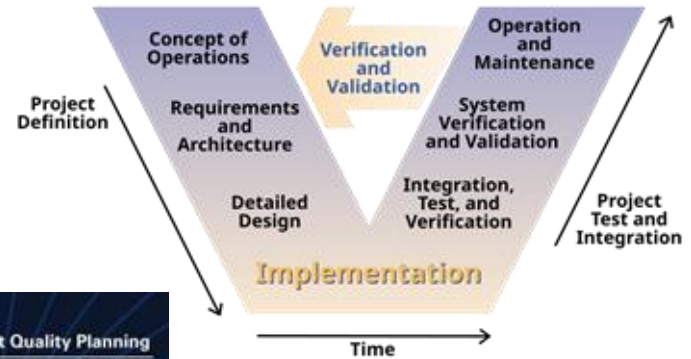 Concept of
Operations
Verification
and
Validation
Operation
and
Maintenance
Project
Definition
Requirements
and
Architecture
System
Verification
and Validation
Detailed
Design
Integration,
Test, and
Verification
Project
Test and
Integration
Implementation
Time
t Quality Planning